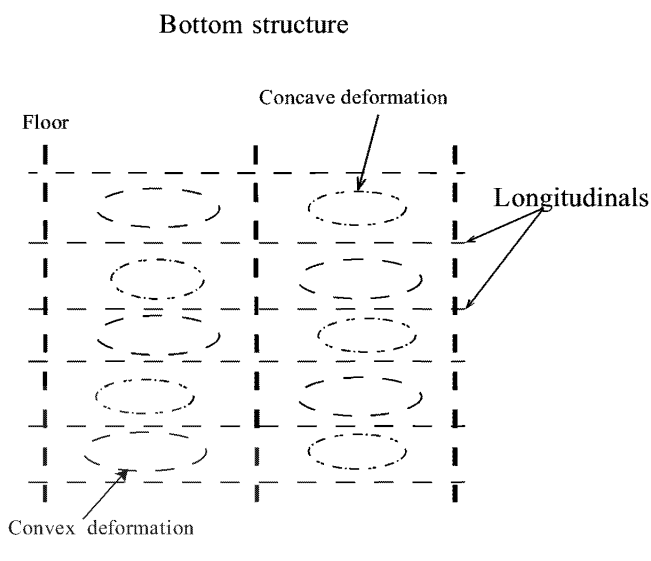 Bottom structure
Concave deformation
Floor
Longitudinals
Convex deformation